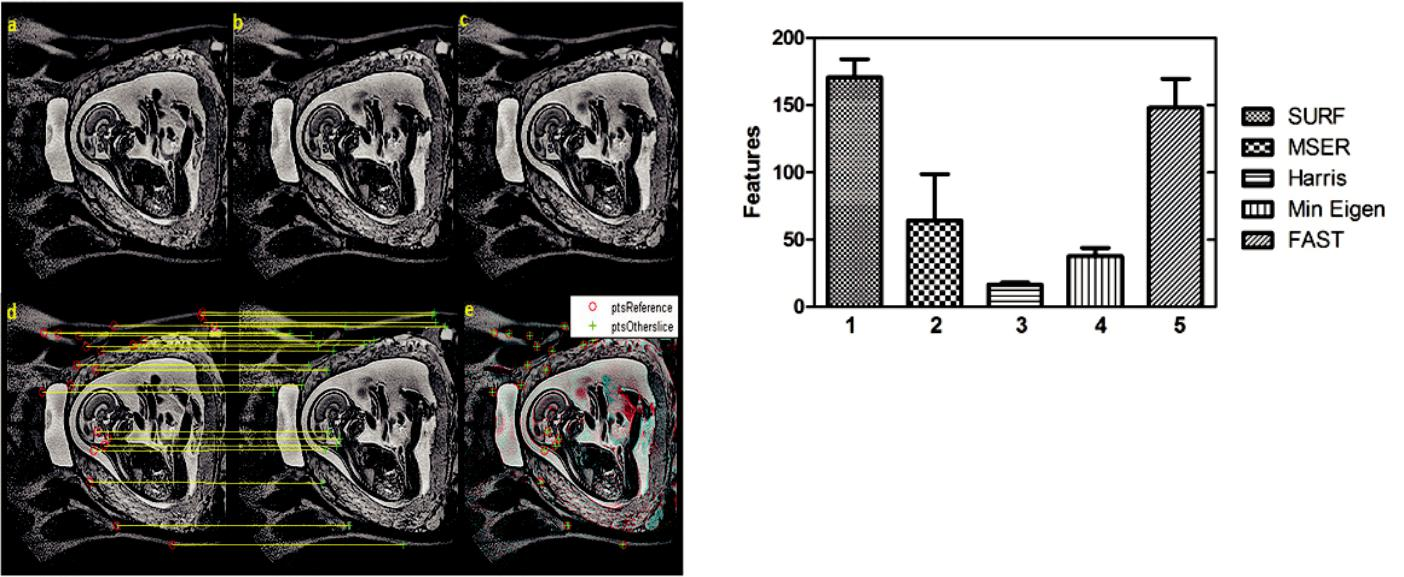 a
b
c
d
ptsReference
ptsOtherslice
e
Features
200
150
100
50
0
1 2 3 4 5
SURF
MSER
Harris
Min Eigen
FAST